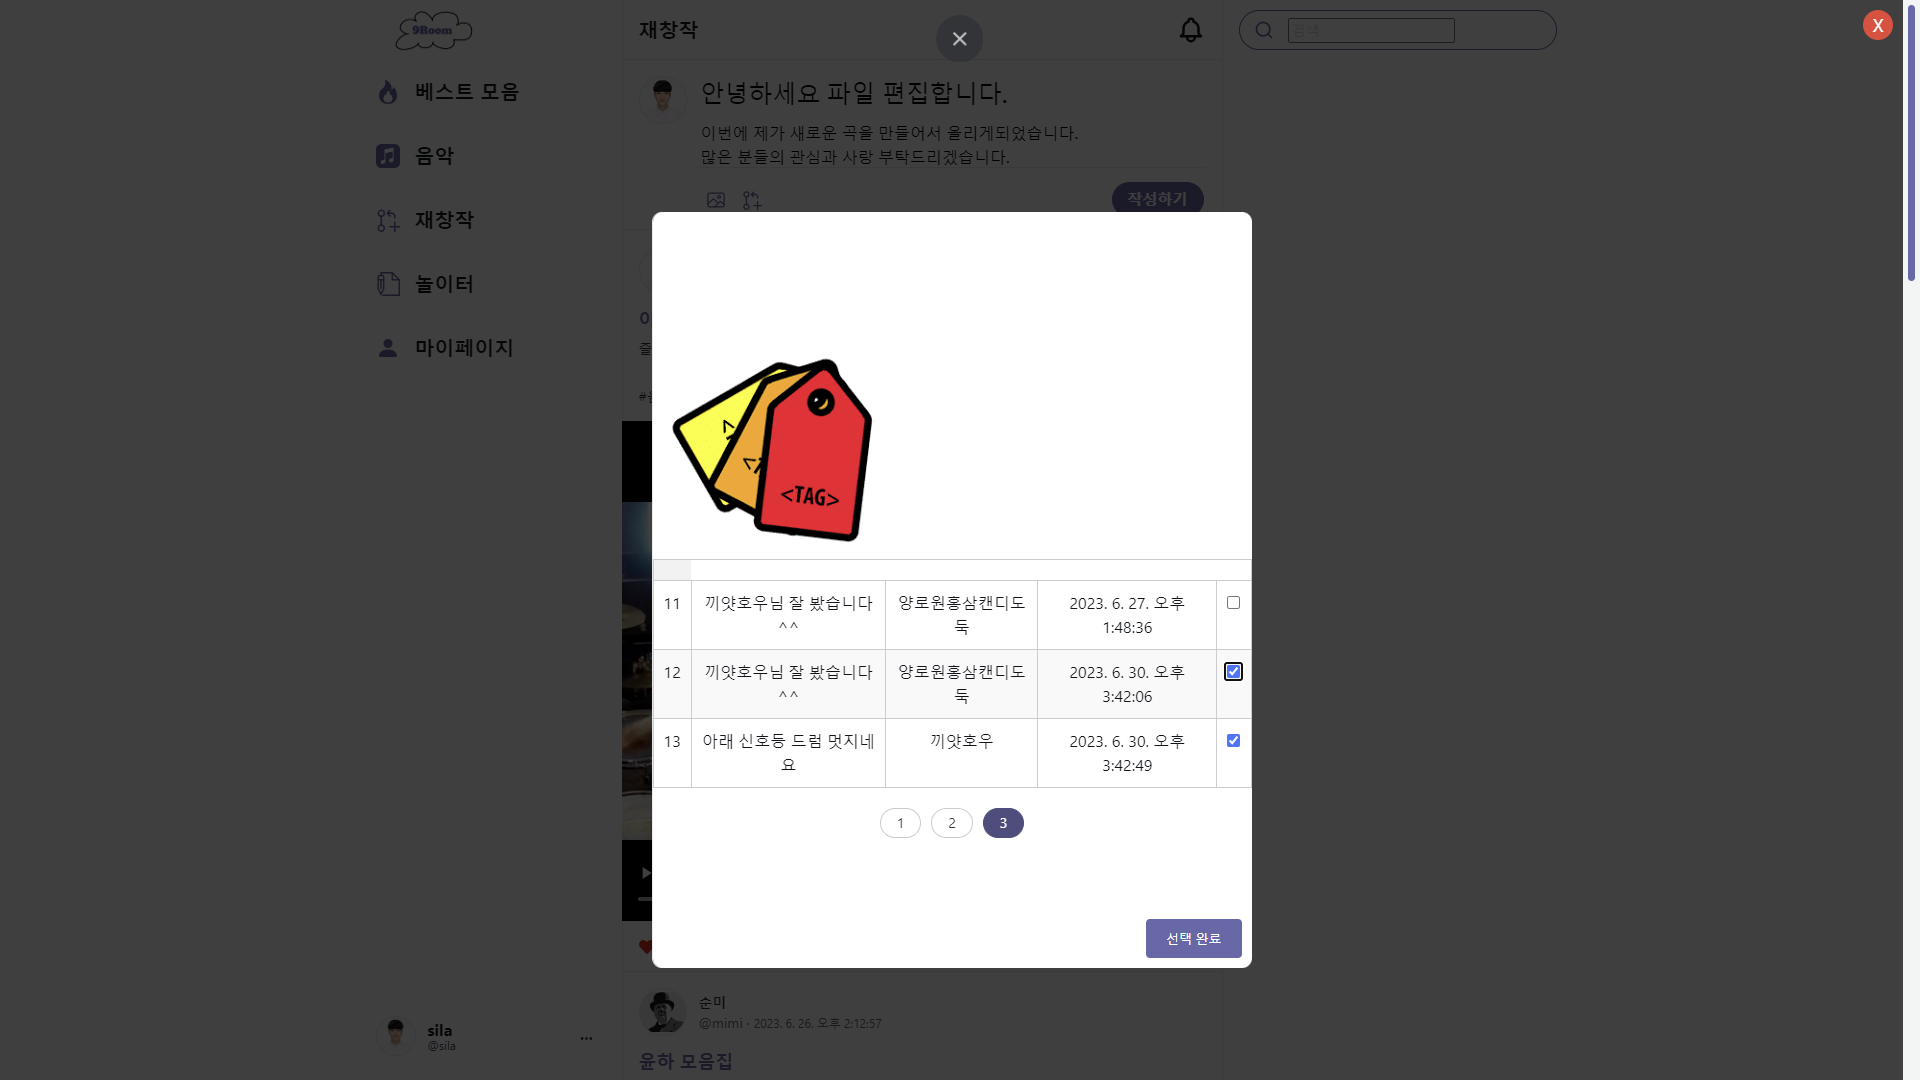 9Room
재창작
X
베스트 모음
안녕하세요 파일 편집합니다.
이번에 제가 새로운 곡을 만들어서 올리게되었습니다.
많은 분들의 관심과 사랑 부탁드리겠습니다.
음악
작성하기
재창작
놀이터
마이페이지
<TAG>
11 끼얏호우님 잘 봤습니다 양로원홍삼캔디도 2023. 6. 27. 오후
^^ 둑 1:48:36
12 끼얏호우님 잘 봤습니다 양로원홍삼캔디도 2023. 6. 30. 오후
^^ 둑 3:42:06
13 아래 신호등 드럼 멋지네 끼얏호우 2023. 6. 30. 오후
요 3:42:49
1 2 3
선택 완료
순미
@mimi · 2023. 6. 26. 오후 2:12:57
윤하 모음집
sila
@sila